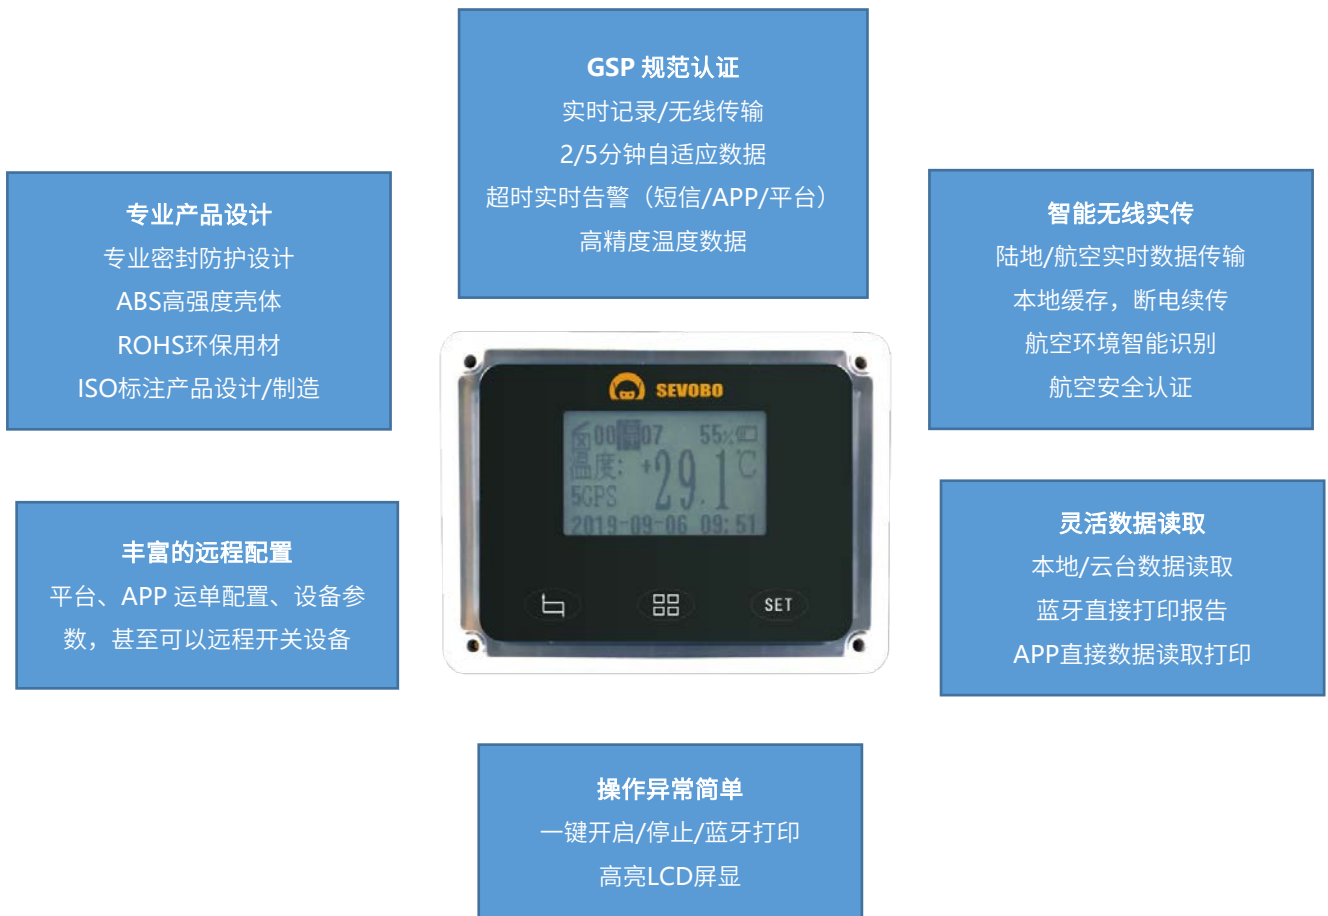 GSP 规范认证
实时记录/无线传输
2/5分钟自适应数据
超时实时告警（短信/APP/平台）
高精度温度数据
专业产品设计
专业密封防护设计
ABS高强度壳体
ROHS环保用材
ISO标注产品设计/制造
智能无线实传
陆地/航空实时数据传输
本地缓存，断电续传
航空环境智能识别
航空安全认证
SEVOBO
00 07 55%
温度: +29.1℃
5GPS
2019-09-06 09:51
SET
丰富的远程配置
平台、APP 运单配置、设备参
数，甚至可以远程开关设备
灵活数据读取
本地/云台数据读取
蓝牙直接打印报告
APP直接数据读取打印
操作异常简单
一键开启/停止/蓝牙打印
高亮LCD屏显